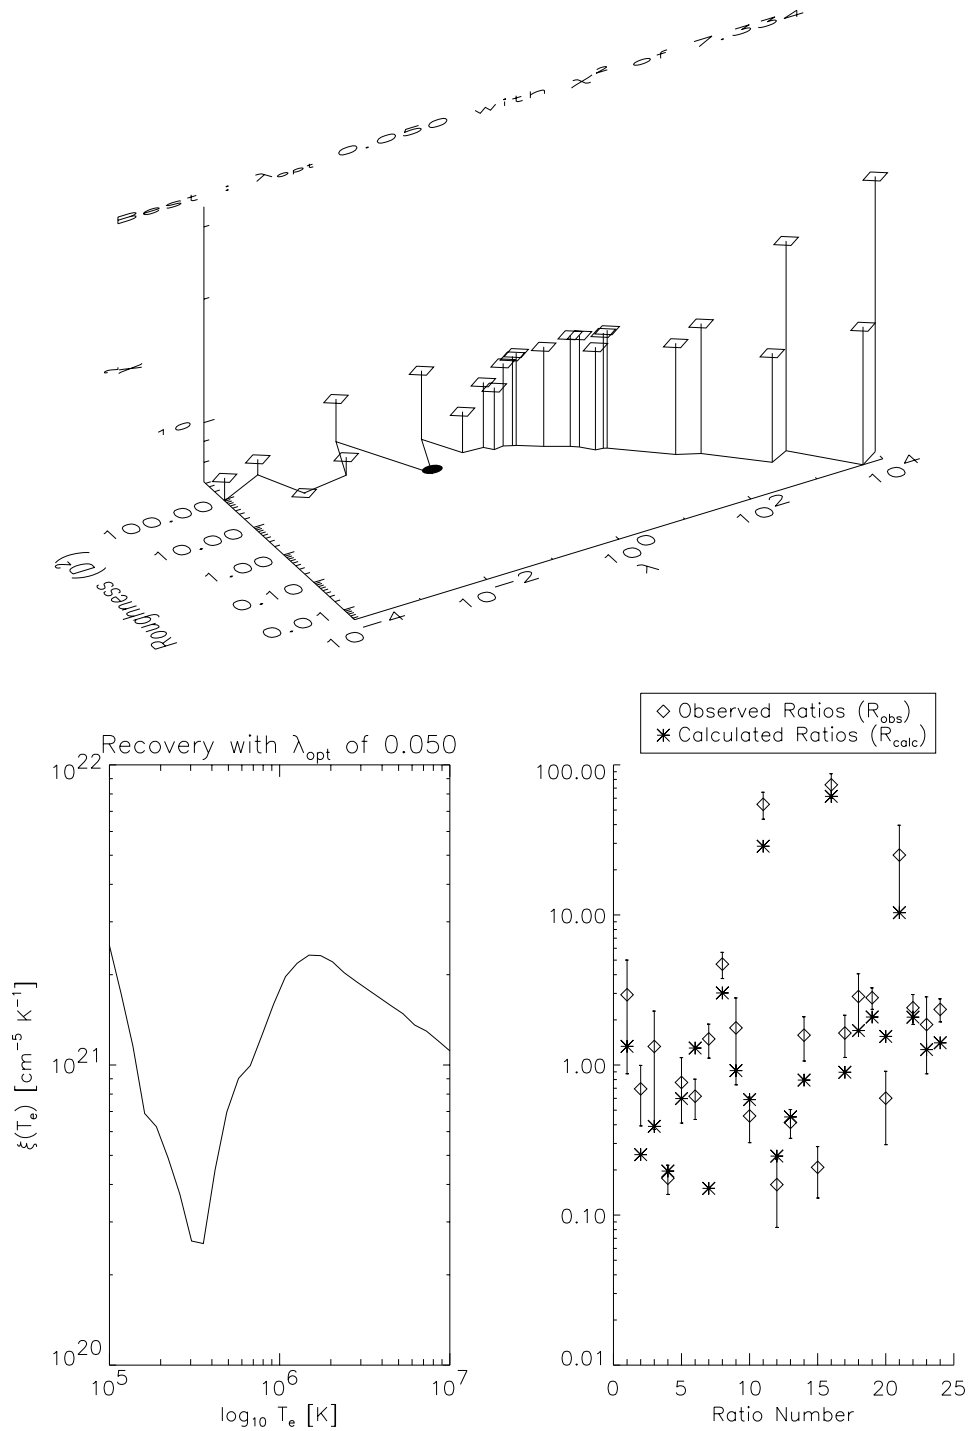 Best : λopt 0.050 with χ² of 7.334
χ
10
100.00
10.00
1.00
0.10
0.01
Roughness (D²)
10⁻⁴
10⁻²
10⁰
10²
10⁴
λ
Observed Ratios (Robs)
Calculated Ratios (Rcalc)
Recovery with λopt of 0.050
10²²
10²¹
10²⁰
ξ(Te) [cm⁻⁵ K⁻¹]
10⁵ 10⁶ 10⁷
log₁₀ Te [K]
100.00
10.00
1.00
0.10
0.01
0 5 10 15 20 25
Ratio Number